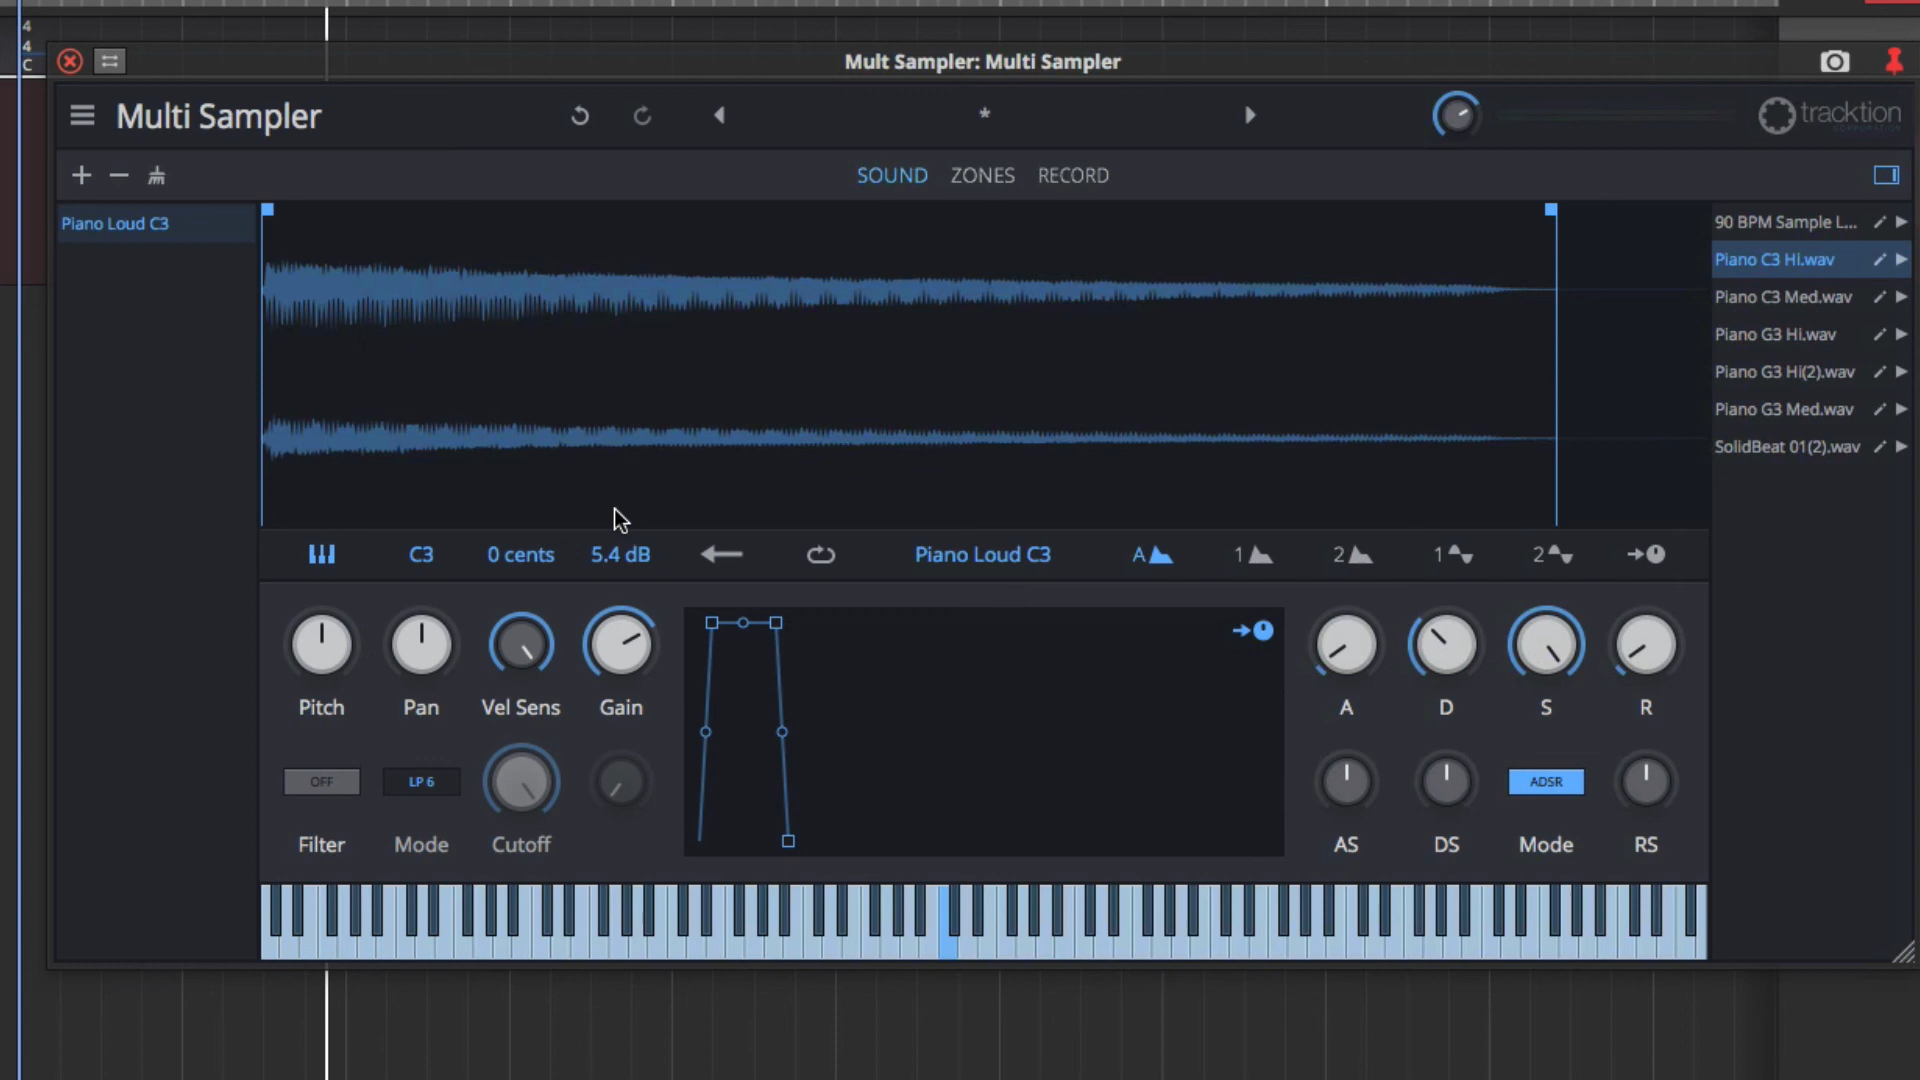 4
4
C
Mult Sampler: Multi Sampler
Multi Sampler
*
tracktion
CORPORATION
SOUND ZONES RECORD
Piano Loud C3
90 BPM Sample L...
Piano C3 Hi.wav
Piano C3 Med.wav
Piano G3 Hi.wav
Piano G3 Hi(2).wav
Piano G3 Med.wav
SolidBeat 01(2).wav
C3 0 cents 5.4 dB Piano Loud C3 A 1 2 1 2
Pitch Pan Vel Sens Gain A D S R
OFF LP 6 ADSR
Filter Mode Cutoff AS DS Mode RS